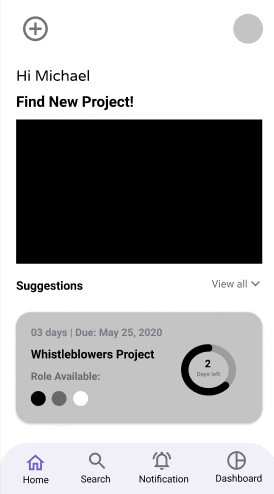 Hi Michael
Find New Project!
Suggestions
View all
03 days | Due: May 25, 2020
Whistleblowers Project
Role Available:
2
Days left
Home
Search
Notification
Dashboard